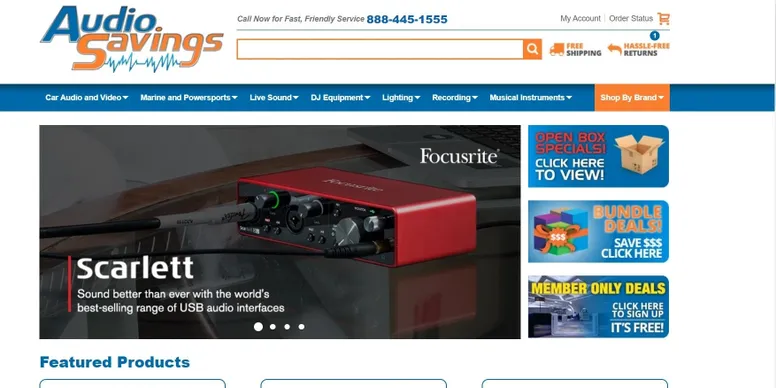 Audio
Savings
Call Now for Fast, Friendly Service 888-445-1555
My Account
Order Status
FREE
SHIPPING
1
HASSLE-FREE
RETURNS
Car Audio and Video
Marine and Powersports
Live Sound
DJ Equipment
Lighting
Recording
Musical Instruments
Shop By Brand
Focusrite
Focusrite
Scarlett
Sound better than ever with the world's
best-selling range of USB audio interfaces
OPEN BOX
SPECIALS!
CLICK HERE
TO VIEW!
BUNDLE
DEALS!
$$$
SAVE $$$
CLICK HERE
MEMBER ONLY DEALS
CLICK HERE
TO SIGN UP
IT'S FREE!
Featured Products